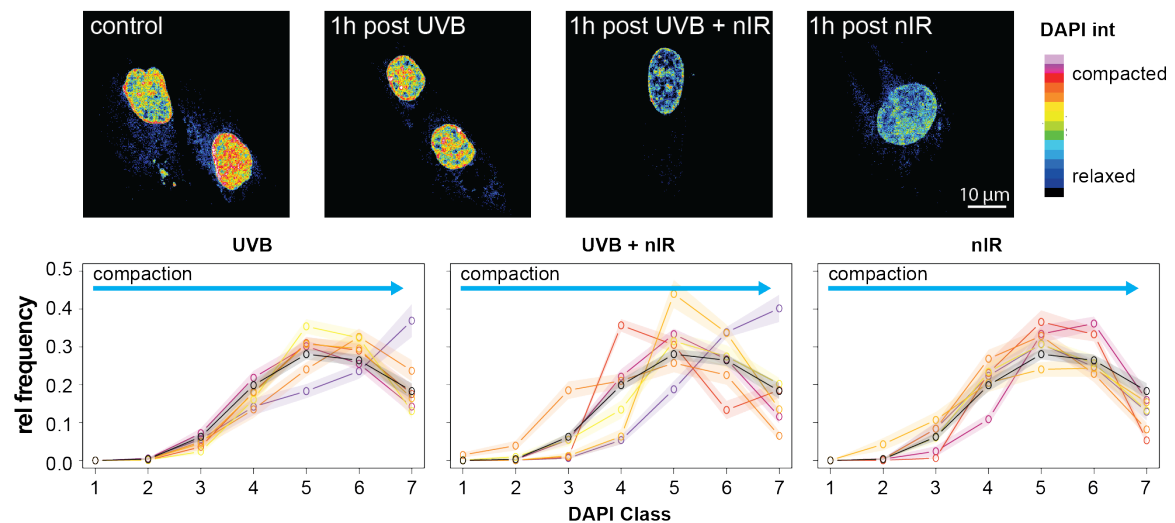 control
1h post UVB
1h post UVB + nIR
1h post nIR
10 µm
DAPI int
compacted
relaxed
UVB
UVB + nIR
nIR
rel frequency
0.5
0.4
0.3
0.2
0.1
0.0
compaction
compaction
compaction
1 2 3 4 5 6 7
1 2 3 4 5 6 7
1 2 3 4 5 6 7
DAPI Class